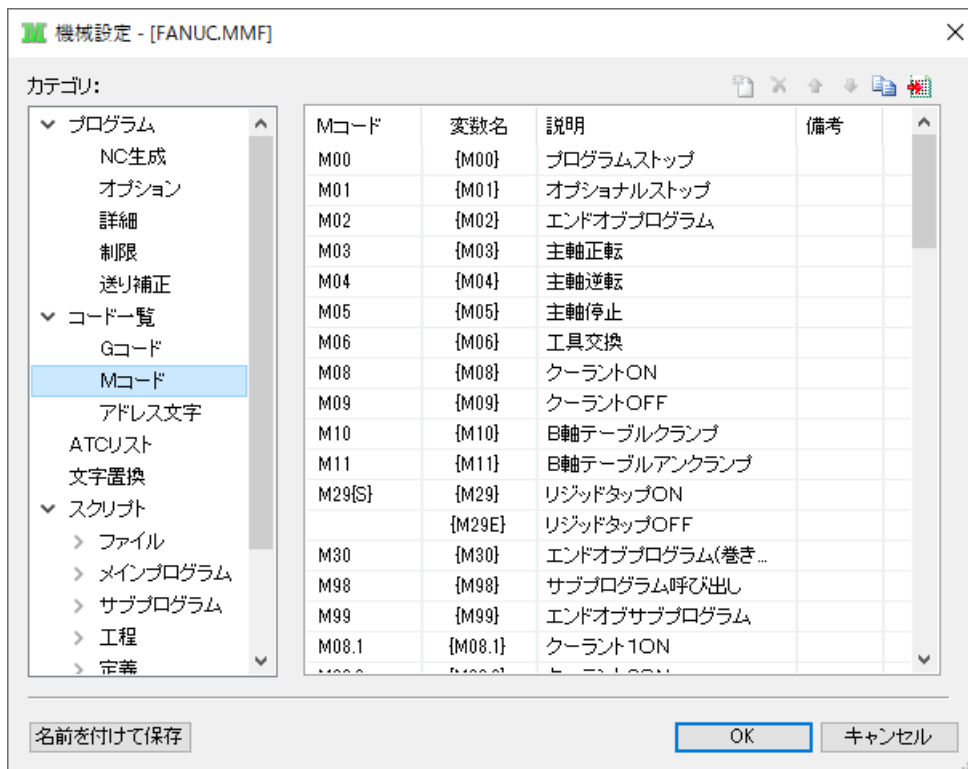 機械設定 - [FANUC.MMF]
カテゴリ:
プログラム
NC生成
オプション
詳細
制限
送り補正
コード一覧
Gコード
Mコード
アドレス文字
ATCリスト
文字置換
スクリプト
ファイル
メインプログラム
サブプログラム
工程
定義
Mコード 変数名 説明 備考
M00 {M00} プログラムストップ
M01 {M01} オプショナルストップ
M02 {M02} エンドオブプログラム
M03 {M03} 主軸正転
M04 {M04} 主軸逆転
M05 {M05} 主軸停止
M06 {M06} 工具交換
M08 {M08} クーラントON
M09 {M09} クーラントOFF
M10 {M10} B軸テーブルクランプ
M11 {M11} B軸テーブルアンクランプ
M29{S} {M29} リジッドタップON
{M29E} リジッドタップOFF
M30 {M30} エンドオブプログラム(巻き...
M98 {M98} サブプログラム呼び出し
M99 {M99} エンドオブサブプログラム
M08.1 {M08.1} クーラント1ON
名前を付けて保存
OK
キャンセル